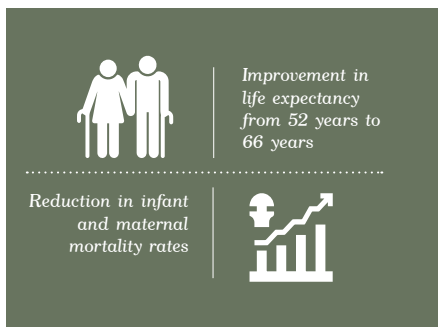 Improvement in
life expectancy
from 52 years to
66 years
Reduction in infant
and maternal
mortality rates